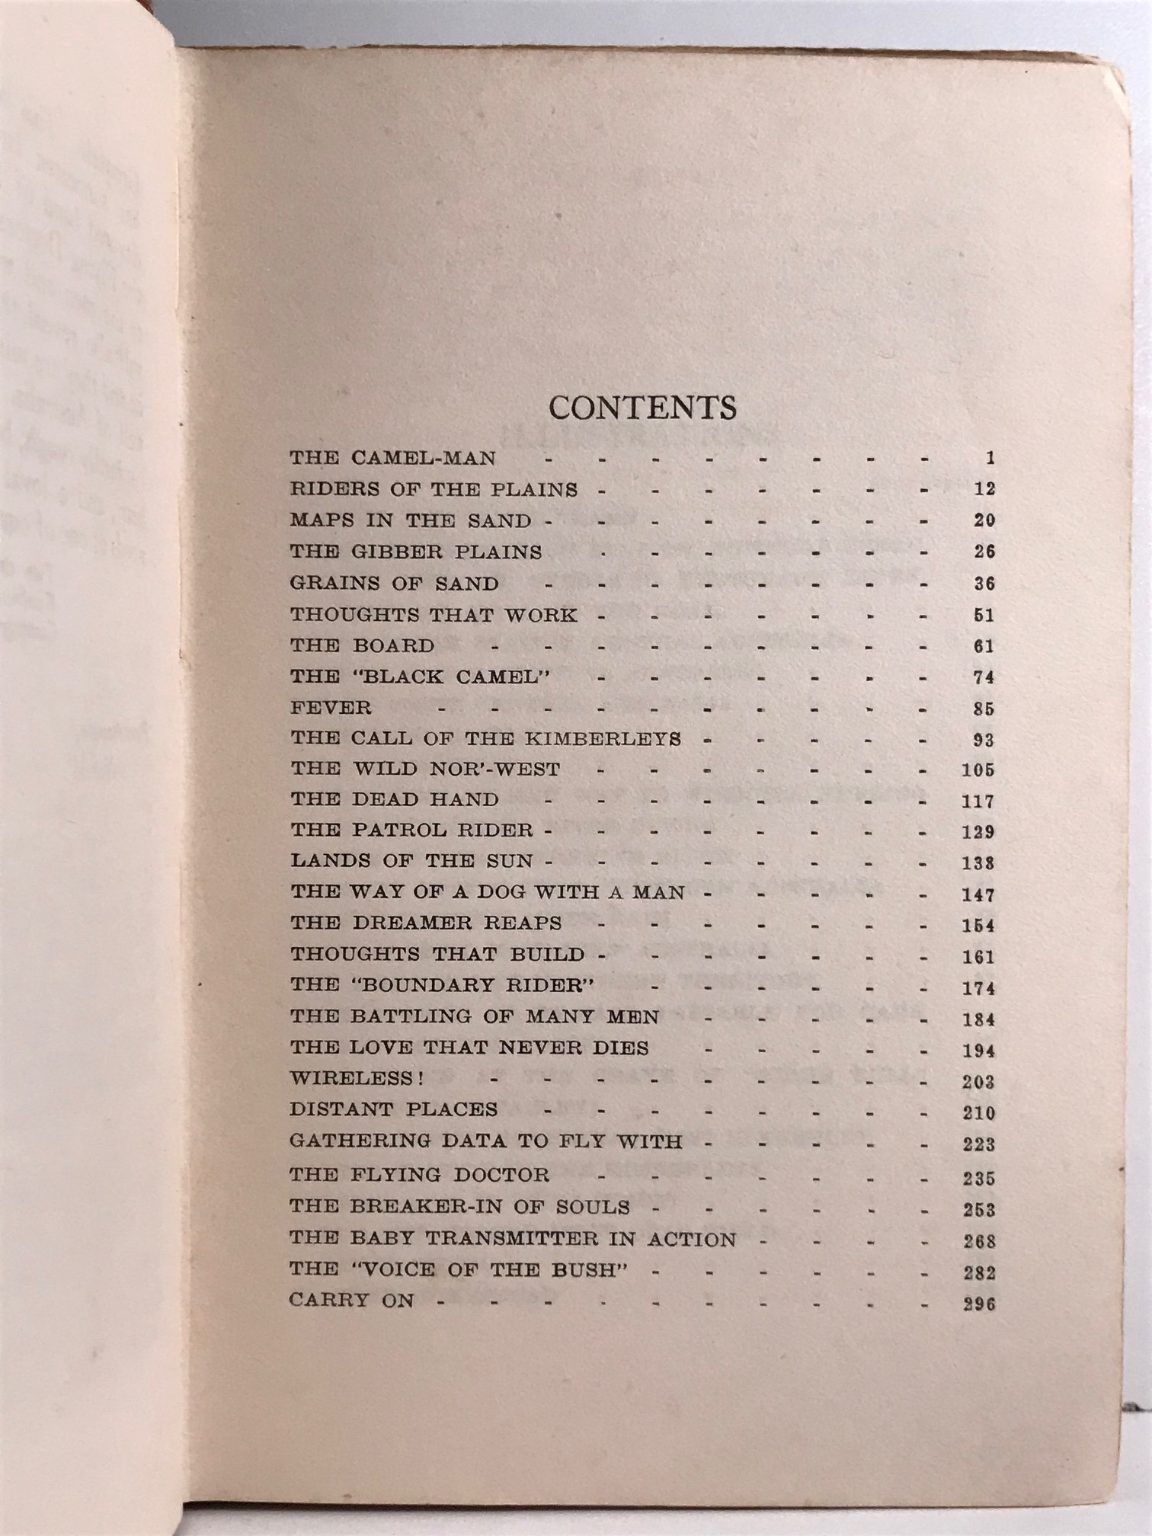 CONTENTS
THE CAMEL-MAN - - - - - - - - 1
RIDERS OF THE PLAINS - - - - - - - 12
MAPS IN THE SAND - - - - - - - - 20
THE GIBBER PLAINS - - - - - - - 26
GRAINS OF SAND - - - - - - - - 36
THOUGHTS THAT WORK - - - - - - - 51
THE BOARD - - - - - - - - - 61
THE "BLACK CAMEL" - - - - - - - 74
FEVER - - - - - - - - - - 85
THE CALL OF THE KIMBERLEYS - - - - - 93
THE WILD NOR'-WEST - - - - - - - 105
THE DEAD HAND - - - - - - - - 117
THE PATROL RIDER - - - - - - - - 129
LANDS OF THE SUN - - - - - - - - 138
THE WAY OF A DOG WITH A MAN - - - - - 147
THE DREAMER REAPS - - - - - - - 154
THOUGHTS THAT BUILD - - - - - - - 161
THE "BOUNDARY RIDER" - - - - - - 174
THE BATTLING OF MANY MEN - - - - - 184
THE LOVE THAT NEVER DIES - - - - - 194
WIRELESS! - - - - - - - - - 203
DISTANT PLACES - - - - - - - - 210
GATHERING DATA TO FLY WITH - - - - - 223
THE FLYING DOCTOR - - - - - - - 235
THE BREAKER-IN OF SOULS - - - - - - 253
THE BABY TRANSMITTER IN ACTION - - - - 268
THE "VOICE OF THE BUSH" - - - - - - 282
CARRY ON - - - - - - - - - - 296